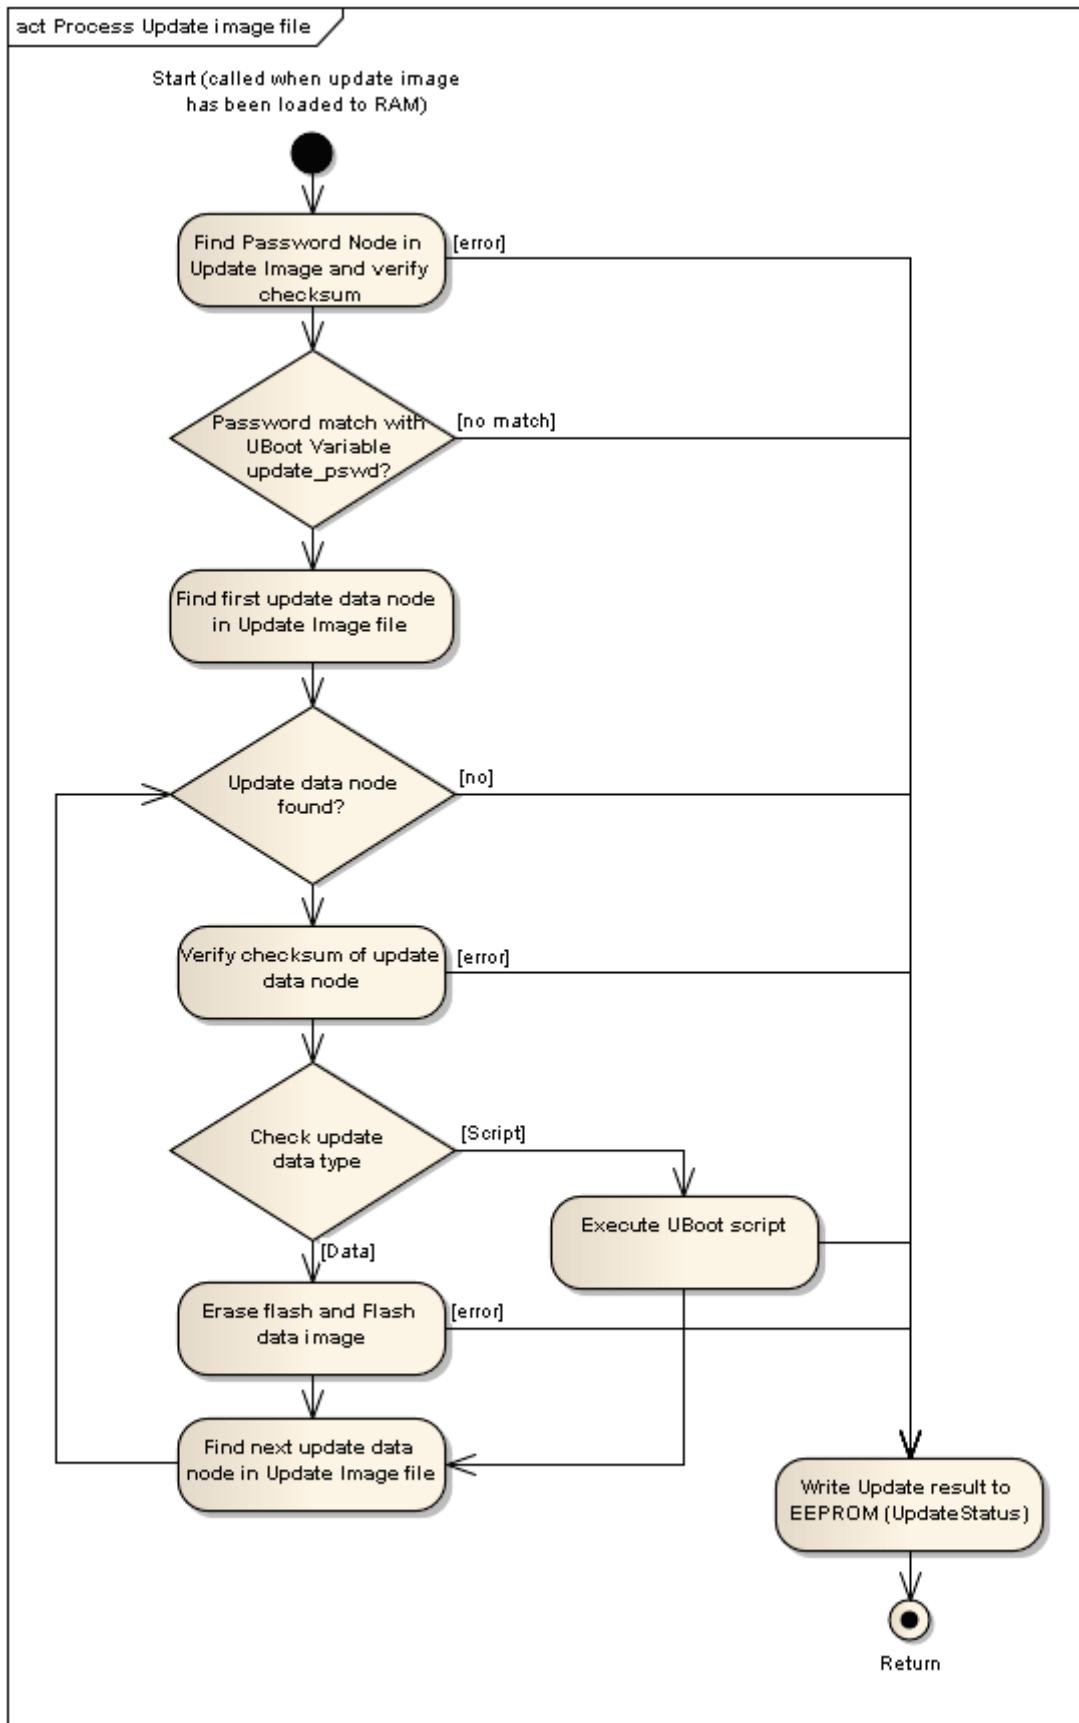 act Process Update image file
Start (called when update image
has been loaded to RAM)
Find Password Node in
Update Image and verify
checksum
[error]
Password match with
UBoot Variable
update_pswd?
[no match]
Find first update data node
in Update Image file
Update data node
found?
[no]
Verify checksum of update
data node
[error]
Check update
data type
[Script]
Execute UBoot script
[Data]
Erase flash and Flash
data image
[error]
Find next update data
node in Update Image file
Write Update result to
EEPROM (UpdateStatus)
Return